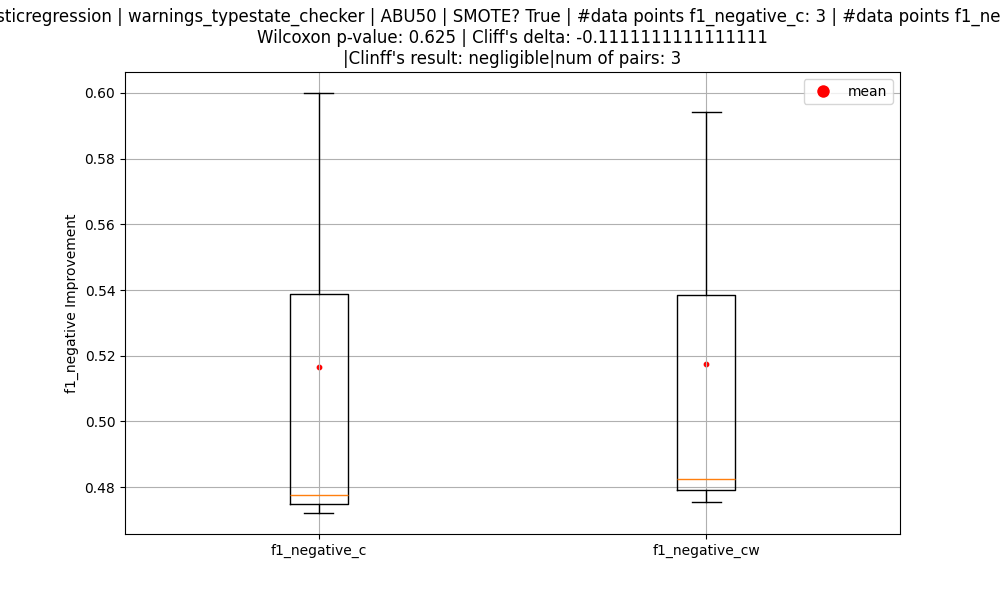 sticregression | warnings_typestate_checker | ABU50 | SMOTE? True | #data points f1_negative_c: 3 | #data points f1_ne
Wilcoxon p-value: 0.625 | Cliff's delta: -0.1111111111111111
|Clinff's result: negligible|num of pairs: 3
mean
0.60
0.58
0.56
0.54
0.52
0.50
0.48
f1_negative Improvement
f1_negative_c
f1_negative_cw